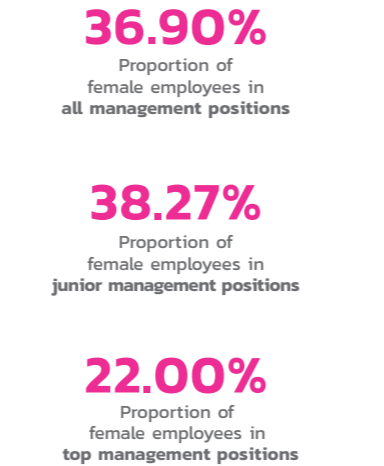 36.90%
Proportion of
female employees in
all management positions
38.27%
Proportion of
female employees in
junior management positions
22.00%
Proportion of
female employees in
top management positions